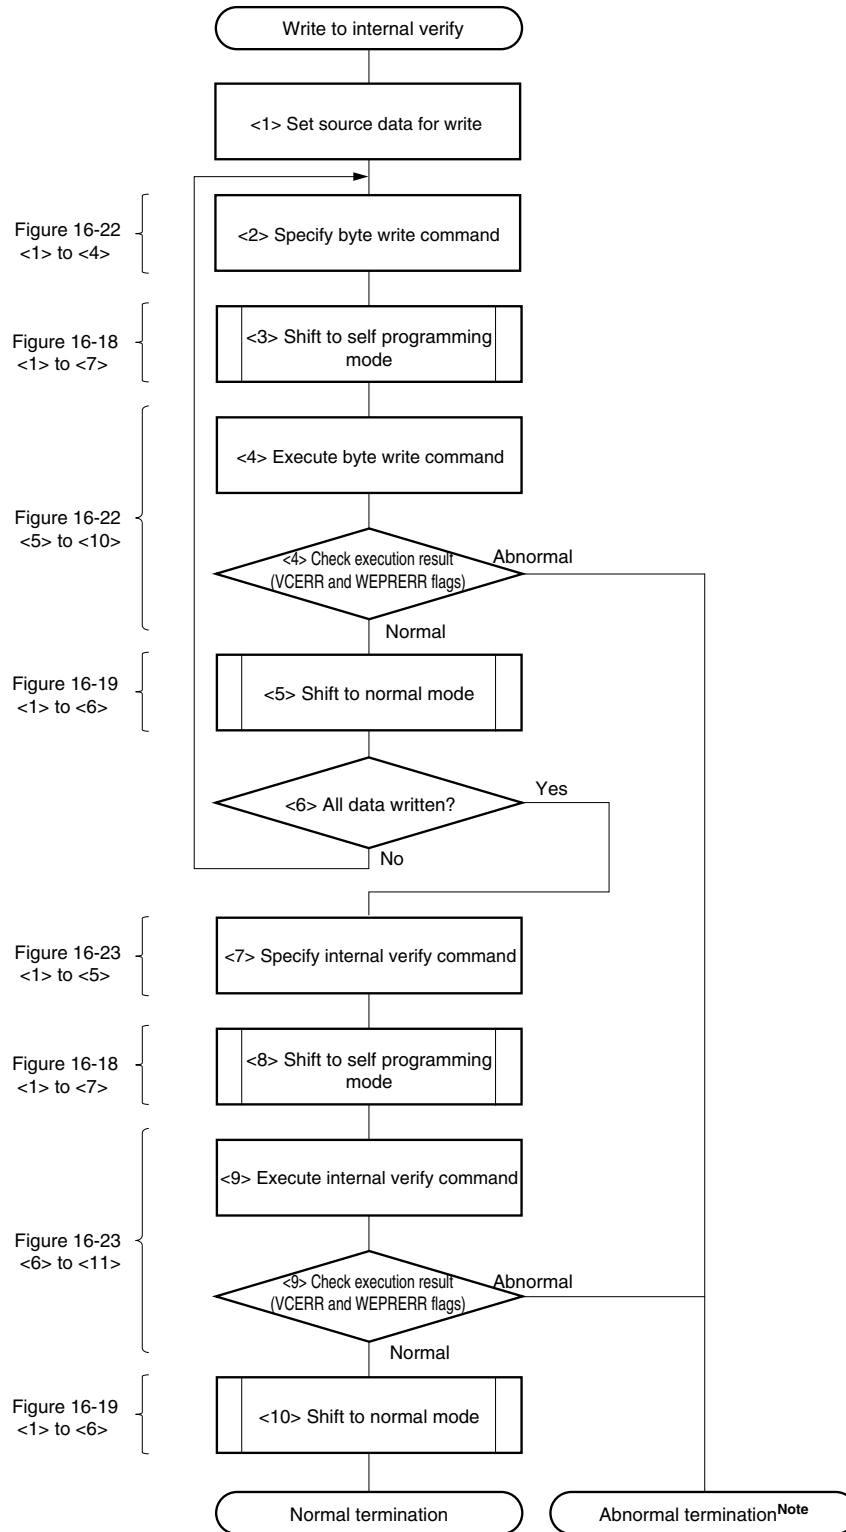 Write to internal verify
<1> Set source data for write
Figure 16-22
<1> to <4>
<2> Specify byte write command
Figure 16-18
<1> to <7>
<3> Shift to self programming
mode
<4> Execute byte write command
Figure 16-22
<5> to <10>
<4> Check execution result
(VCERR and WEPRERR flags)
Abnormal
Normal
Figure 16-19
<1> to <6>
<5> Shift to normal mode
<6> All data written?
Yes
No
Figure 16-23
<1> to <5>
<7> Specify internal verify command
Figure 16-18
<1> to <7>
<8> Shift to self programming
mode
<9> Execute internal verify command
Figure 16-23
<6> to <11>
<9> Check execution result
(VCERR and WEPRERR flags)
Abnormal
Normal
Figure 16-19
<1> to <6>
<10> Shift to normal mode
Normal termination
Abnormal termination Note